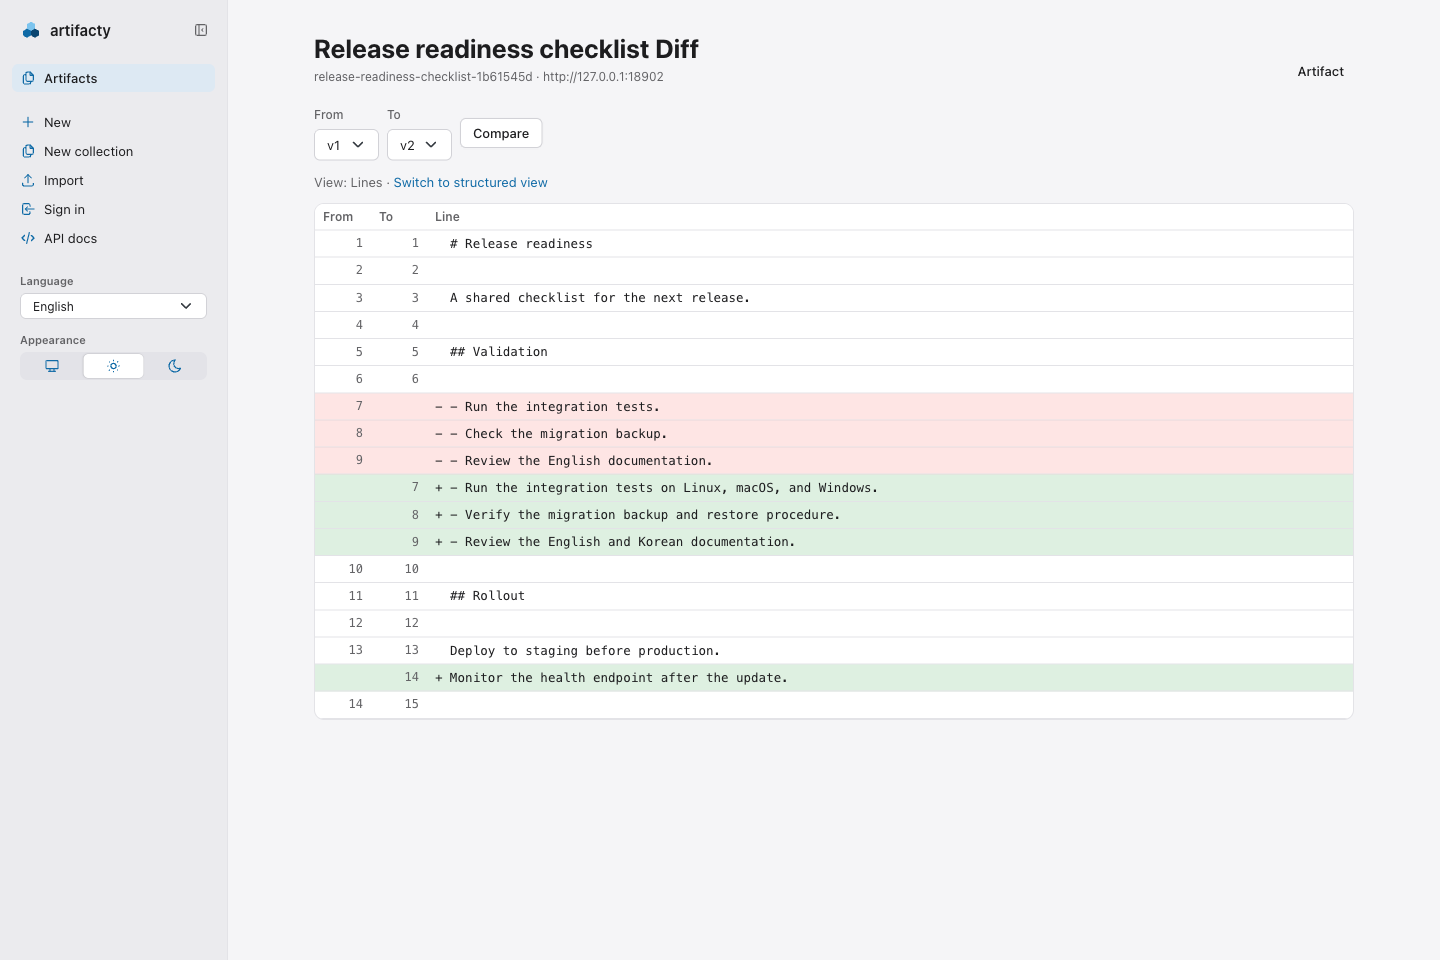 artifacty
Artifacts
New
New collection
Import
Sign in
API docs
Language
English
Appearance
Release readiness checklist Diff
release-readiness-checklist-1b61545d · http://127.0.0.1:18902
Artifact
From To
v1 v2 Compare
View: Lines · Switch to structured view
From To Line
1 1 # Release readiness
2 2
3 3 A shared checklist for the next release.
4 4
5 5 ## Validation
6 6
7 - - Run the integration tests.
8 - - Check the migration backup.
9 - - Review the English documentation.
7 + - Run the integration tests on Linux, macOS, and Windows.
8 + - Verify the migration backup and restore procedure.
9 + - Review the English and Korean documentation.
10 10
11 11 ## Rollout
12 12
13 13 Deploy to staging before production.
14 + Monitor the health endpoint after the update.
14 15